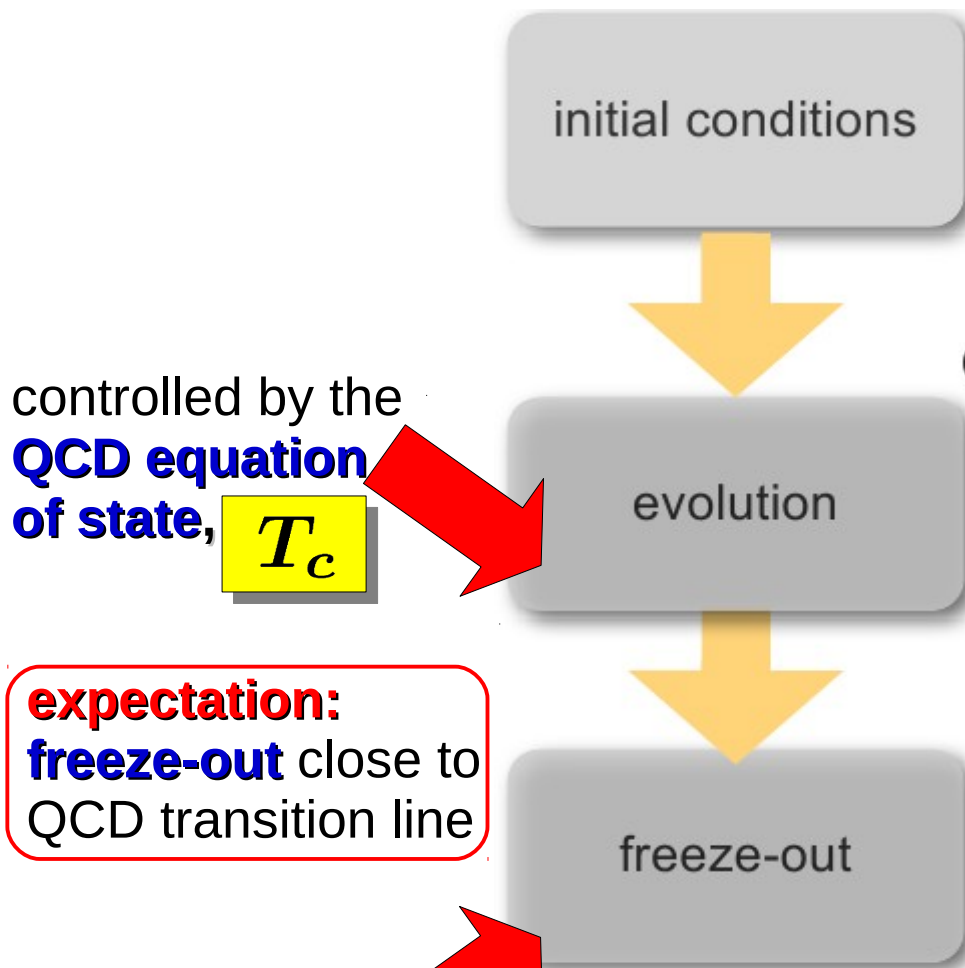 initial conditions
controlled by the
QCD equation
of state, T_c
evolution
expectation:
freeze-out close to
QCD transition line
freeze-out